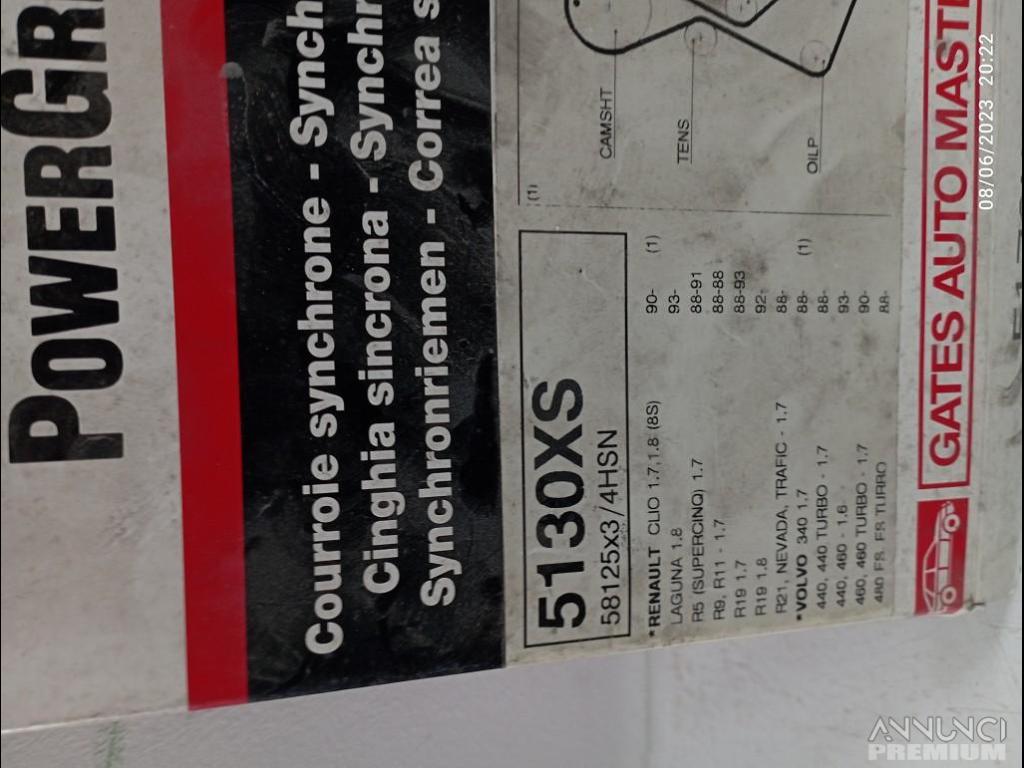 POWERGR
Courroie synchrone - Synch
Cinghia sincrona - Synchr
Synchronriemen - Correa s
5130XS
58125x3/4HSN
*RENAULT CLIO 1.7,1.8 (8S) 90- (1)
LAGUNA 1.8 93-
R5 (SUPERCINQ) 1.7 88-91
R9, R11 - 1.7 88-88
R19 1.7 88-93
R19 1.8 92-
R21, NEVADA, TRAFIC - 1.7 88-
*VOLVO 340 1.7 88- (1)
440, 440 TURBO - 1.7 88-
440, 460 - 1.6 93-
460, 460 TURBO - 1.7 90-
480 ES, ES TURBO 88-
(1)
CAMSHT
TENS
OILP
GATES AUTO MASTE
08/06/2023 20:22
ANNUNCI
PREMIUM